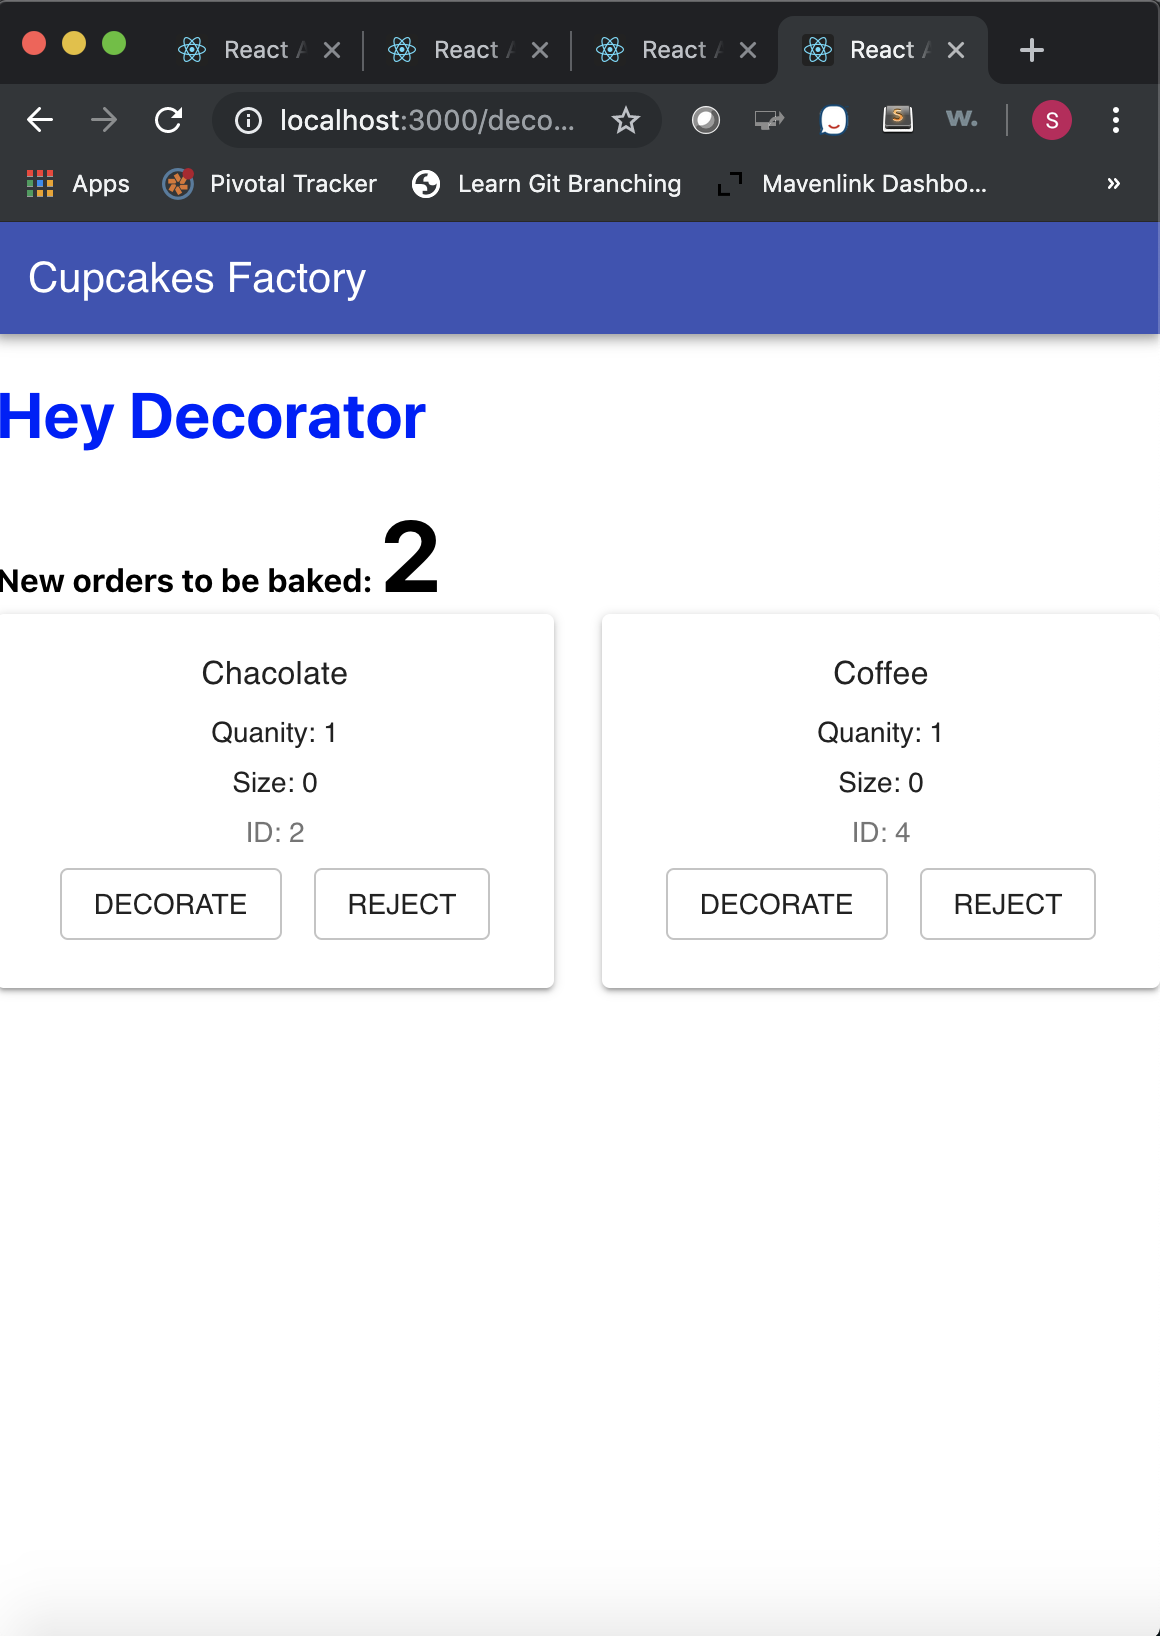 React A
React A
React A
React A
localhost:3000/deco...
S
w.
S
Apps
Pivotal Tracker
Learn Git Branching
Mavenlink Dashbo...
»
Cupcakes Factory
Hey Decorator
New orders to be baked: 2
Chacolate
Quanity: 1
Size: 0
ID: 2
DECORATE REJECT
Coffee
Quanity: 1
Size: 0
ID: 4
DECORATE REJECT